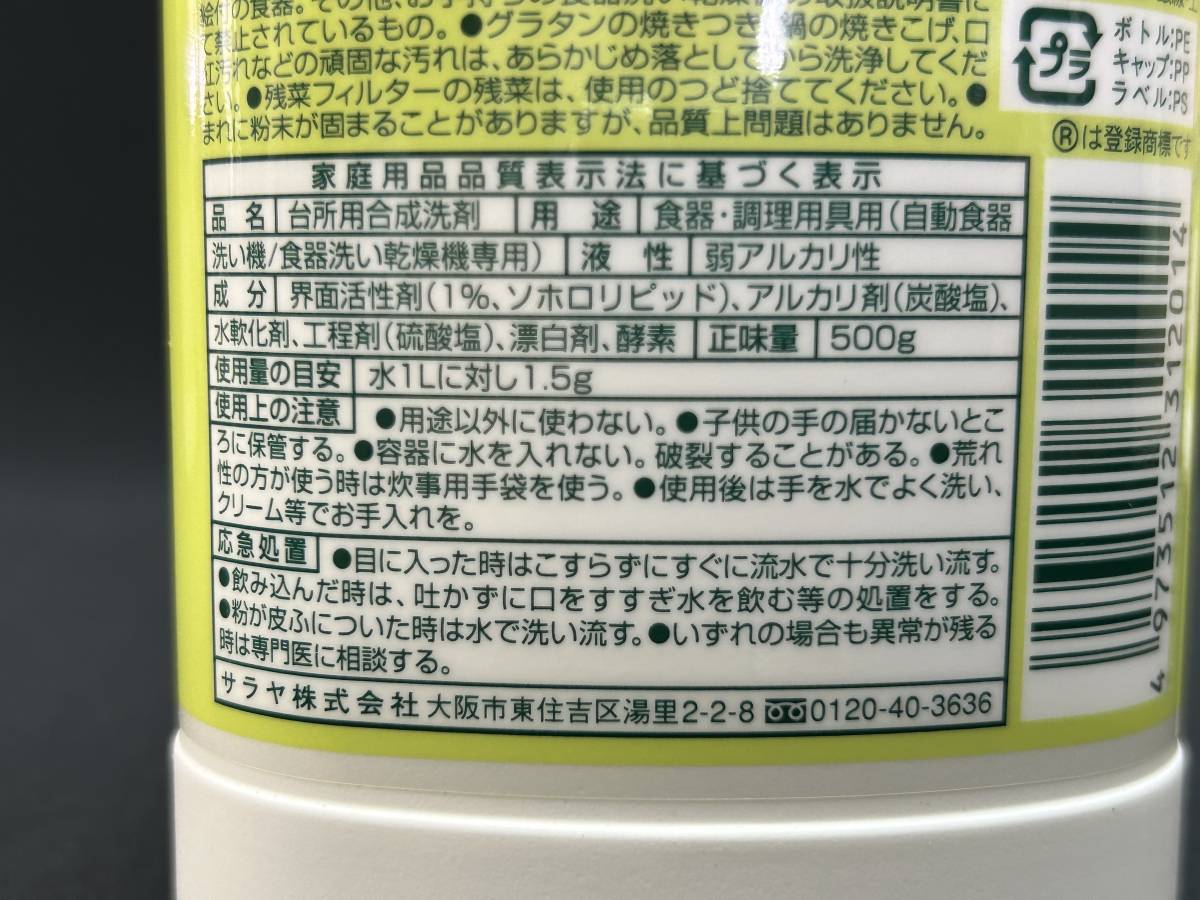 絵付の食器。その他、お手持ちの食器洗い乾燥機の取扱説明書に
て禁止されているもの。●グラタンの焼きつき、鍋の焼きこげ、口
紅汚れなどの頑固な汚れは、あらかじめ落としてから洗浄してくだ
さい。●残菜フィルターの残菜は、使用のつど捨ててください。●
まれに粉末が固まることがありますが、品質上問題はありません。
プラ
ボトル:PE
キャップ:PP
ラベル:PS
®は登録商標です
家庭用品品質表示法に基づく表示
品名 台所用合成洗剤 用途 食器・調理用具用(自動食器
洗い機/食器洗い乾燥機専用) 液性 弱アルカリ性
成分 界面活性剤(1%、ソホロリピッド)、アルカリ剤(炭酸塩)、
水軟化剤、工程剤(硫酸塩)、漂白剤、酵素 正味量 500g
使用量の目安 水1Lに対し1.5g
使用上の注意 ●用途以外に使わない。●子供の手の届かないとこ
ろに保管する。●容器に水を入れない。破裂することがある。●荒れ
性の方が使う時は炊事用手袋を使う。●使用後は手を水でよく洗い、
クリーム等でお手入れを。
応急処置 ●目に入った時はこすらずにすぐに流水で十分洗い流す。
●飲み込んだ時は、吐かずに口をすすぎ水を飲む等の処置をする。
●粉が皮ふについた時は水で洗い流す。●いずれの場合も異常が残る
時は専門医に相談する。
サラヤ株式会社 大阪市東住吉区湯里2-2-8 0120-40-3636
4 973512 312014